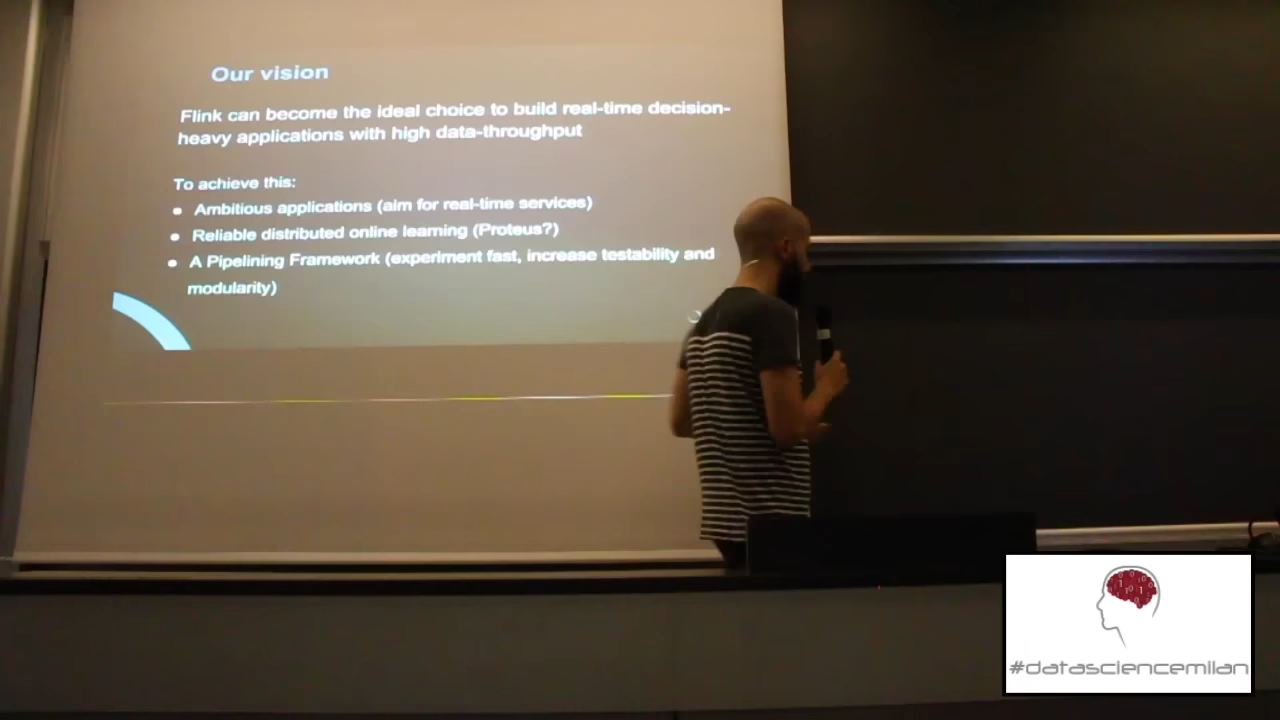 Our vision
Flink can become the ideal choice to build real-time decision-
heavy applications with high data-throughput
To achieve this:
● Ambitious applications (aim for real-time services)
● Reliable distributed online learning (Proteus?)
● A Pipelining Framework (experiment fast, increase testability and
modularity)
#datasciencemilan